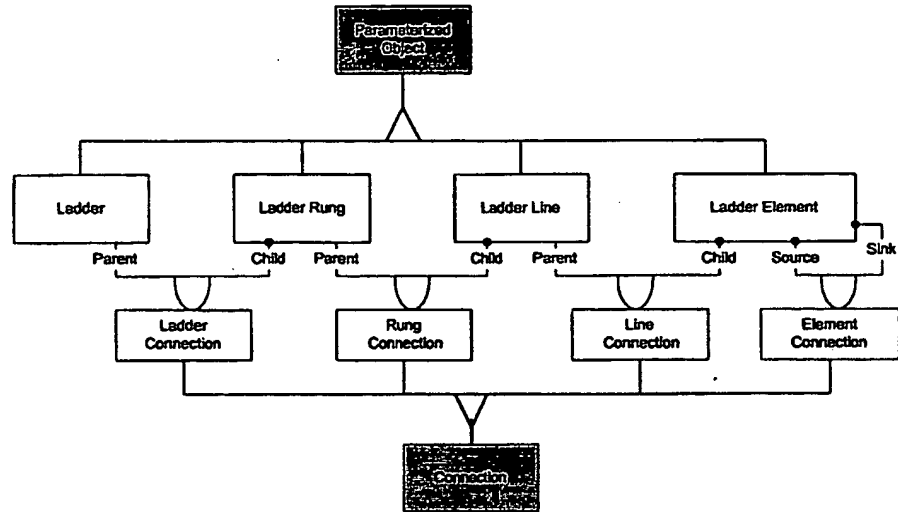 Parameterized
Object
Ladder
Ladder Rung
Ladder Line
Ladder Element
Parent
Child
Parent
Child
Parent
Child
Source
Sink
Ladder
Connection
Rung
Connection
Line
Connection
Element
Connection
Connection